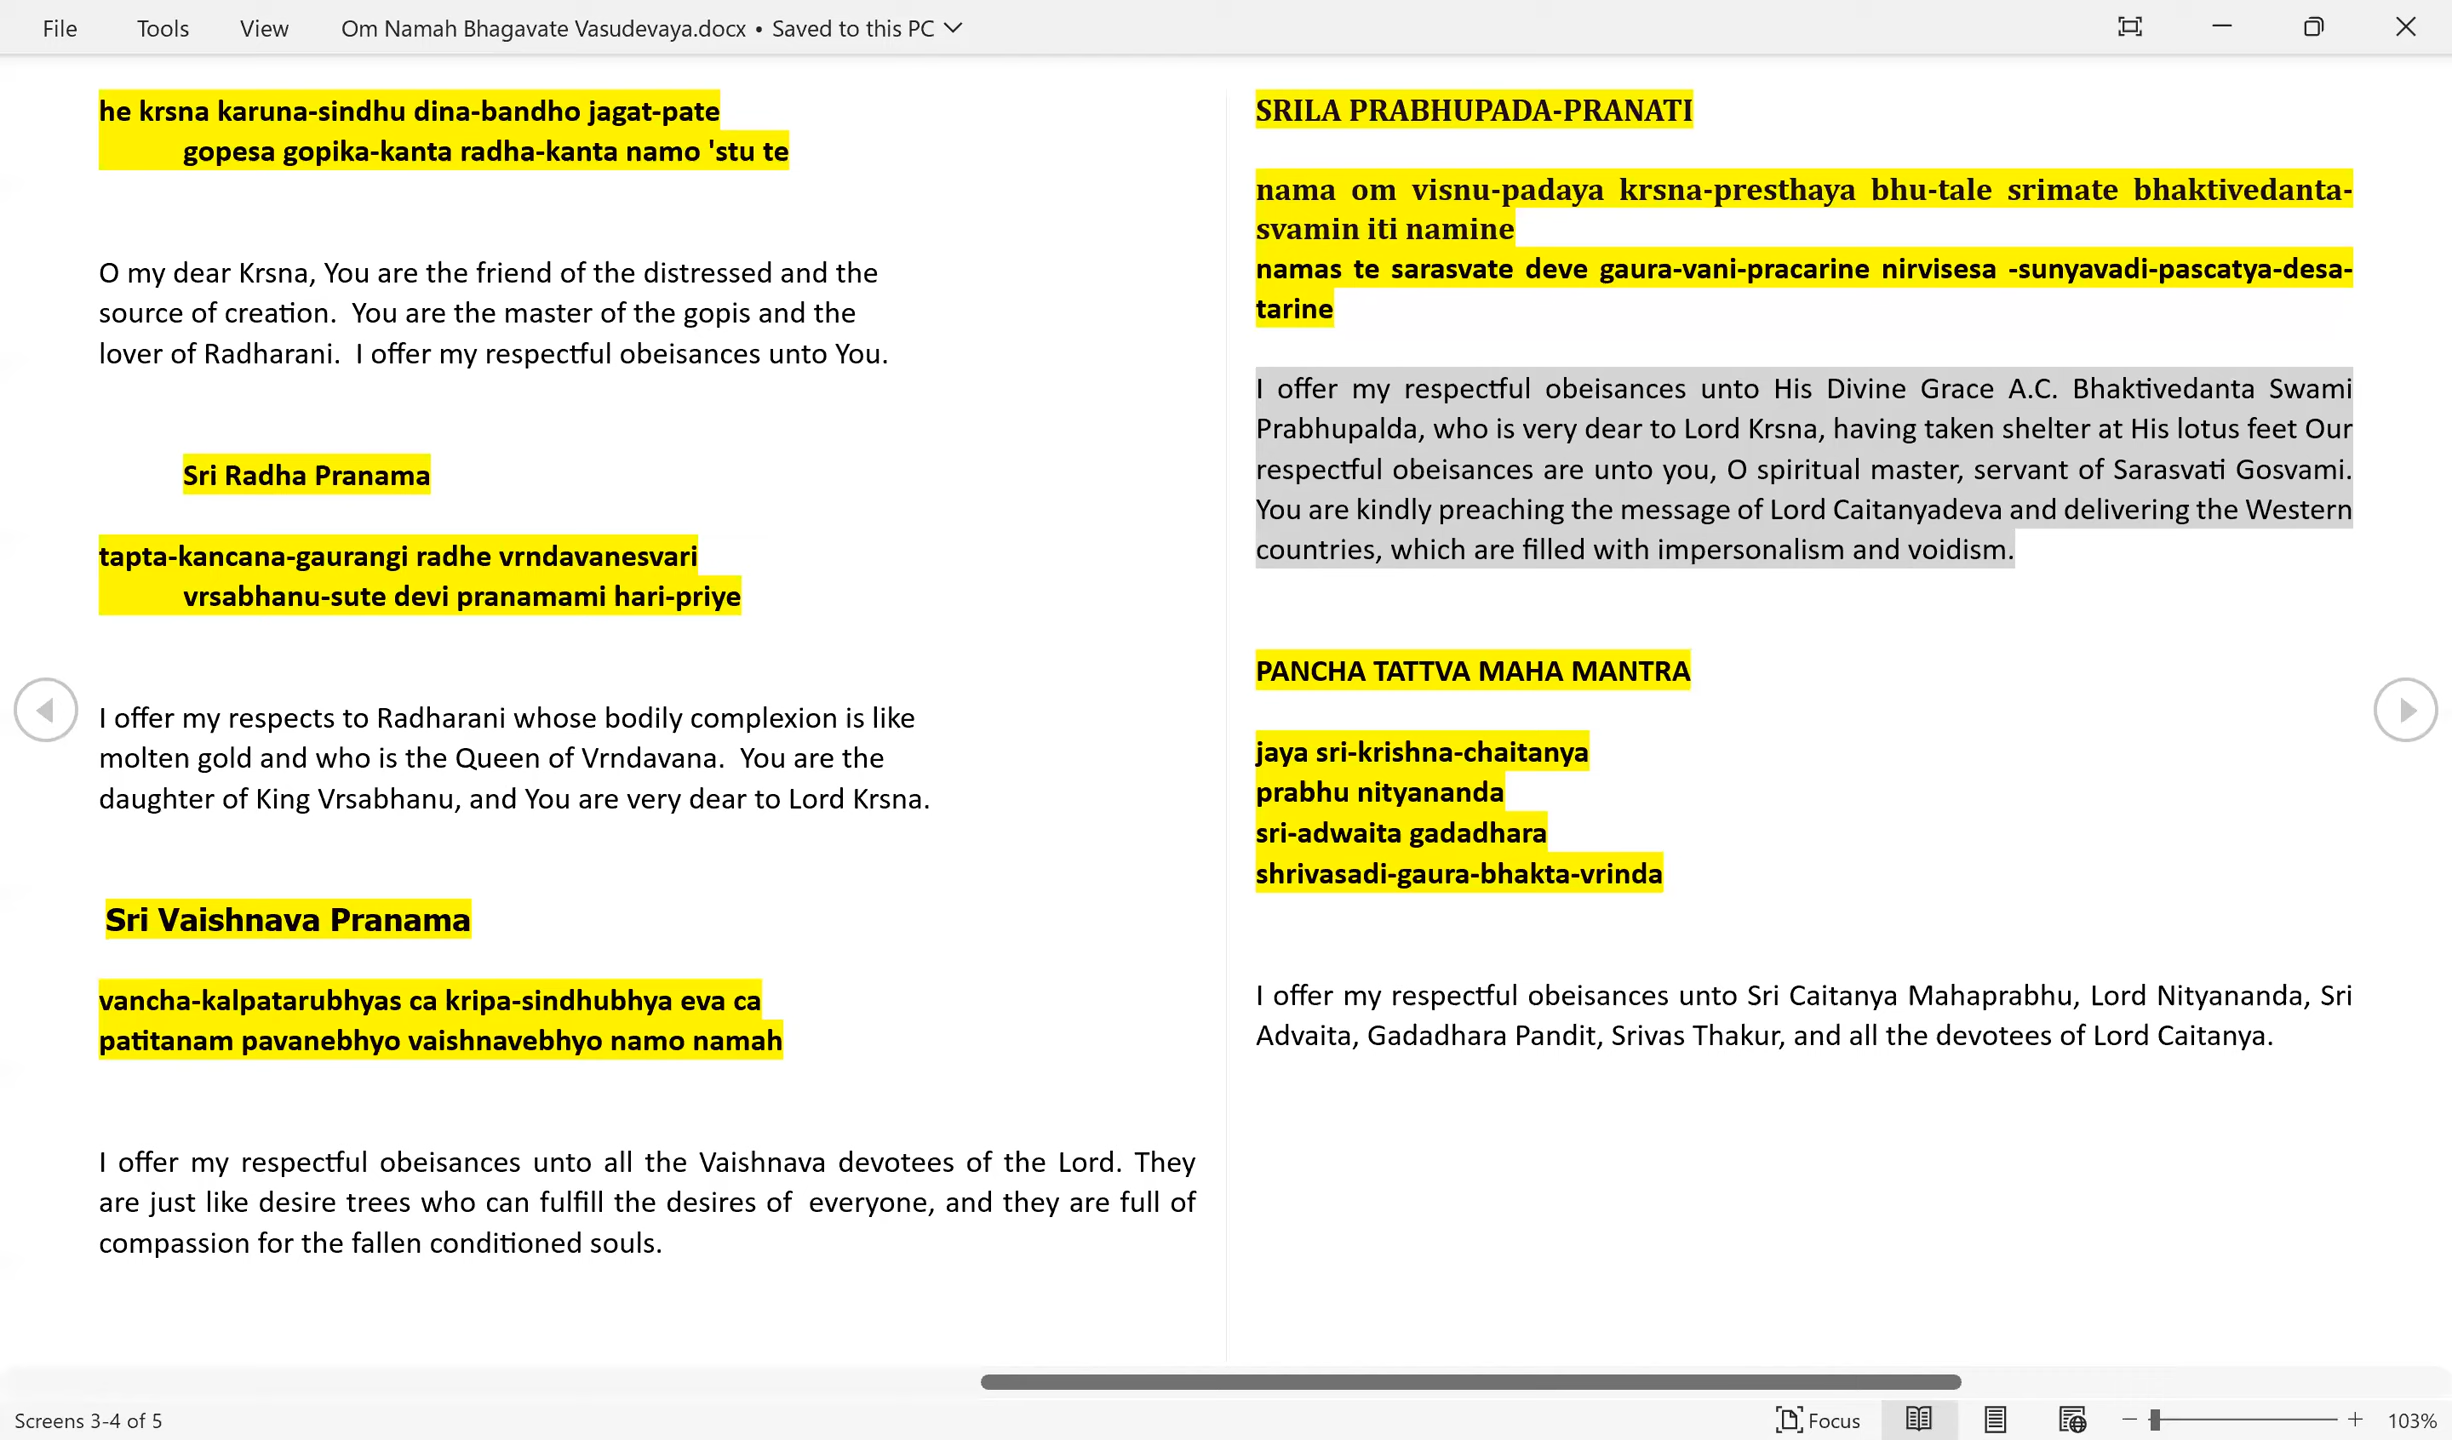 File Tools View Om Namah Bhagavate Vasudevaya.docx • Saved to this PC
he krsna karuna-sindhu dina-bandho jagat-pate
gopesa gopika-kanta radha-kanta namo 'stu te
O my dear Krsna, You are the friend of the distressed and the
source of creation.  You are the master of the gopis and the
lover of Radharani.  I offer my respectful obeisances unto You.
Sri Radha Pranama
tapta-kancana-gaurangi radhe vrndavanesvari
vrsabhanu-sute devi pranamami hari-priye
I offer my respects to Radharani whose bodily complexion is like
molten gold and who is the Queen of Vrndavana.  You are the
daughter of King Vrsabhanu, and You are very dear to Lord Krsna.
Sri Vaishnava Pranama
vancha-kalpatarubhyas ca kripa-sindhubhya eva ca
patitanam pavanebhyo vaishnavebhyo namo namah
I offer my respectful obeisances unto all the Vaishnava devotees of the Lord. They
are just like desire trees who can fulfill the desires of  everyone, and they are full of
compassion for the fallen conditioned souls.
SRILA PRABHUPADA-PRANATI
nama om visnu-padaya krsna-presthaya bhu-tale srimate bhaktivedanta-
svamin iti namine
namas te sarasvate deve gaura-vani-pracarine nirvisesa -sunyavadi-pascatya-desa-
tarine
I offer my respectful obeisances unto His Divine Grace A.C. Bhaktivedanta Swami
Prabhupalda, who is very dear to Lord Krsna, having taken shelter at His lotus feet Our
respectful obeisances are unto you, O spiritual master, servant of Sarasvati Gosvami.
You are kindly preaching the message of Lord Caitanyadeva and delivering the Western
countries, which are filled with impersonalism and voidism.
PANCHA TATTVA MAHA MANTRA
jaya sri-krishna-chaitanya
prabhu nityananda
sri-adwaita gadadhara
shrivasadi-gaura-bhakta-vrinda
I offer my respectful obeisances unto Sri Caitanya Mahaprabhu, Lord Nityananda, Sri
Advaita, Gadadhara Pandit, Srivas Thakur, and all the devotees of Lord Caitanya.
Screens 3-4 of 5 Focus 103%